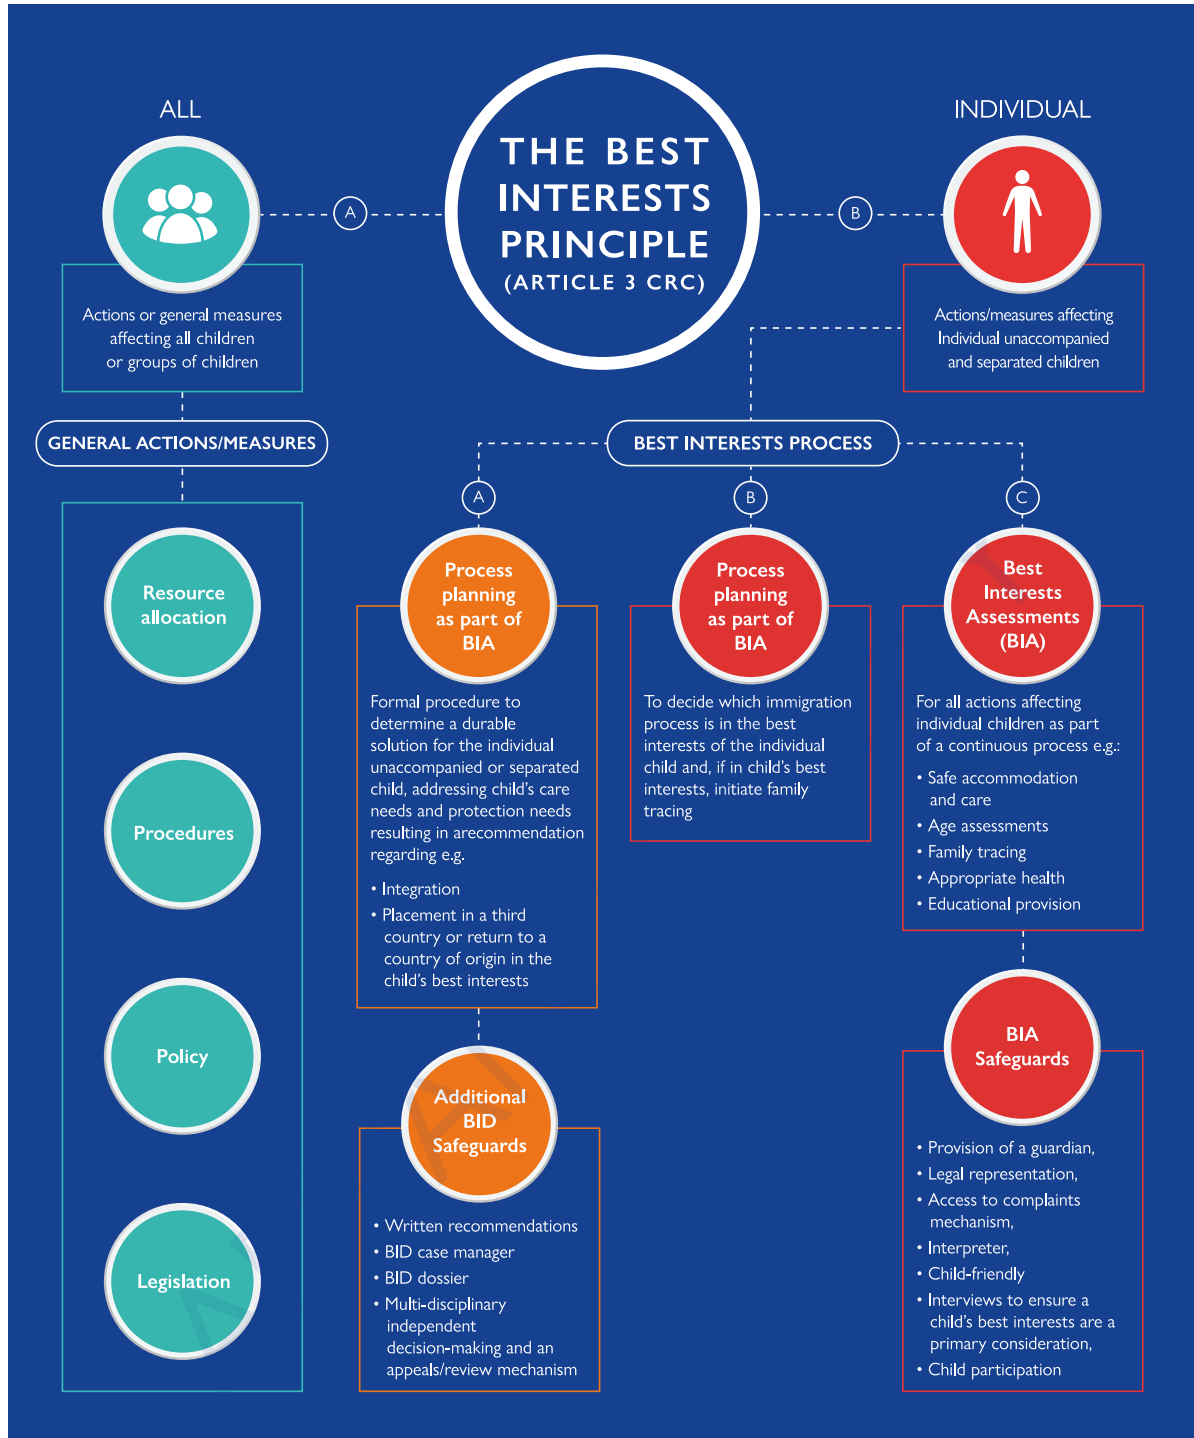 ALL
THE BEST
INTERESTS
PRINCIPLE
(ARTICLE 3 CRC)
INDIVIDUAL
A
B
Actions or general measures
affecting all children
or groups of children
Actions/measures affecting
Individual unaccompanied
and separated children
GENERAL ACTIONS/MEASURES
BEST INTERESTS PROCESS
Resource
allocation
Procedures
Policy
Legislation
A
Process
planning
as part of
BIA
Formal procedure to
determine a durable
solution for the individual
unaccompanied or separated
child, addressing child's care
needs and protection needs
resulting in arecommendation
regarding e.g.
• Integration
• Placement in a third
country or return to a
country of origin in the
child's best interests
Additional
BID
Safeguards
• Written recommendations
• BID case manager
• BID dossier
• Multi-disciplinary
independent
decision-making and an
appeals/review mechanism
B
Process
planning
as part of
BIA
To decide which immigration
process is in the best
interests of the individual
child and, if in child's best
interests, initiate family
tracing
C
Best
Interests
Assessments
(BIA)
For all actions affecting
individual children as part
of a continuous process e.g.:
• Safe accommodation
and care
• Age assessments
• Family tracing
• Appropriate health
• Educational provision
BIA
Safeguards
• Provision of a guardian,
• Legal representation,
• Access to complaints
mechanism,
• Interpreter,
• Child-friendly
• Interviews to ensure a
child's best interests are a
primary consideration,
• Child participation